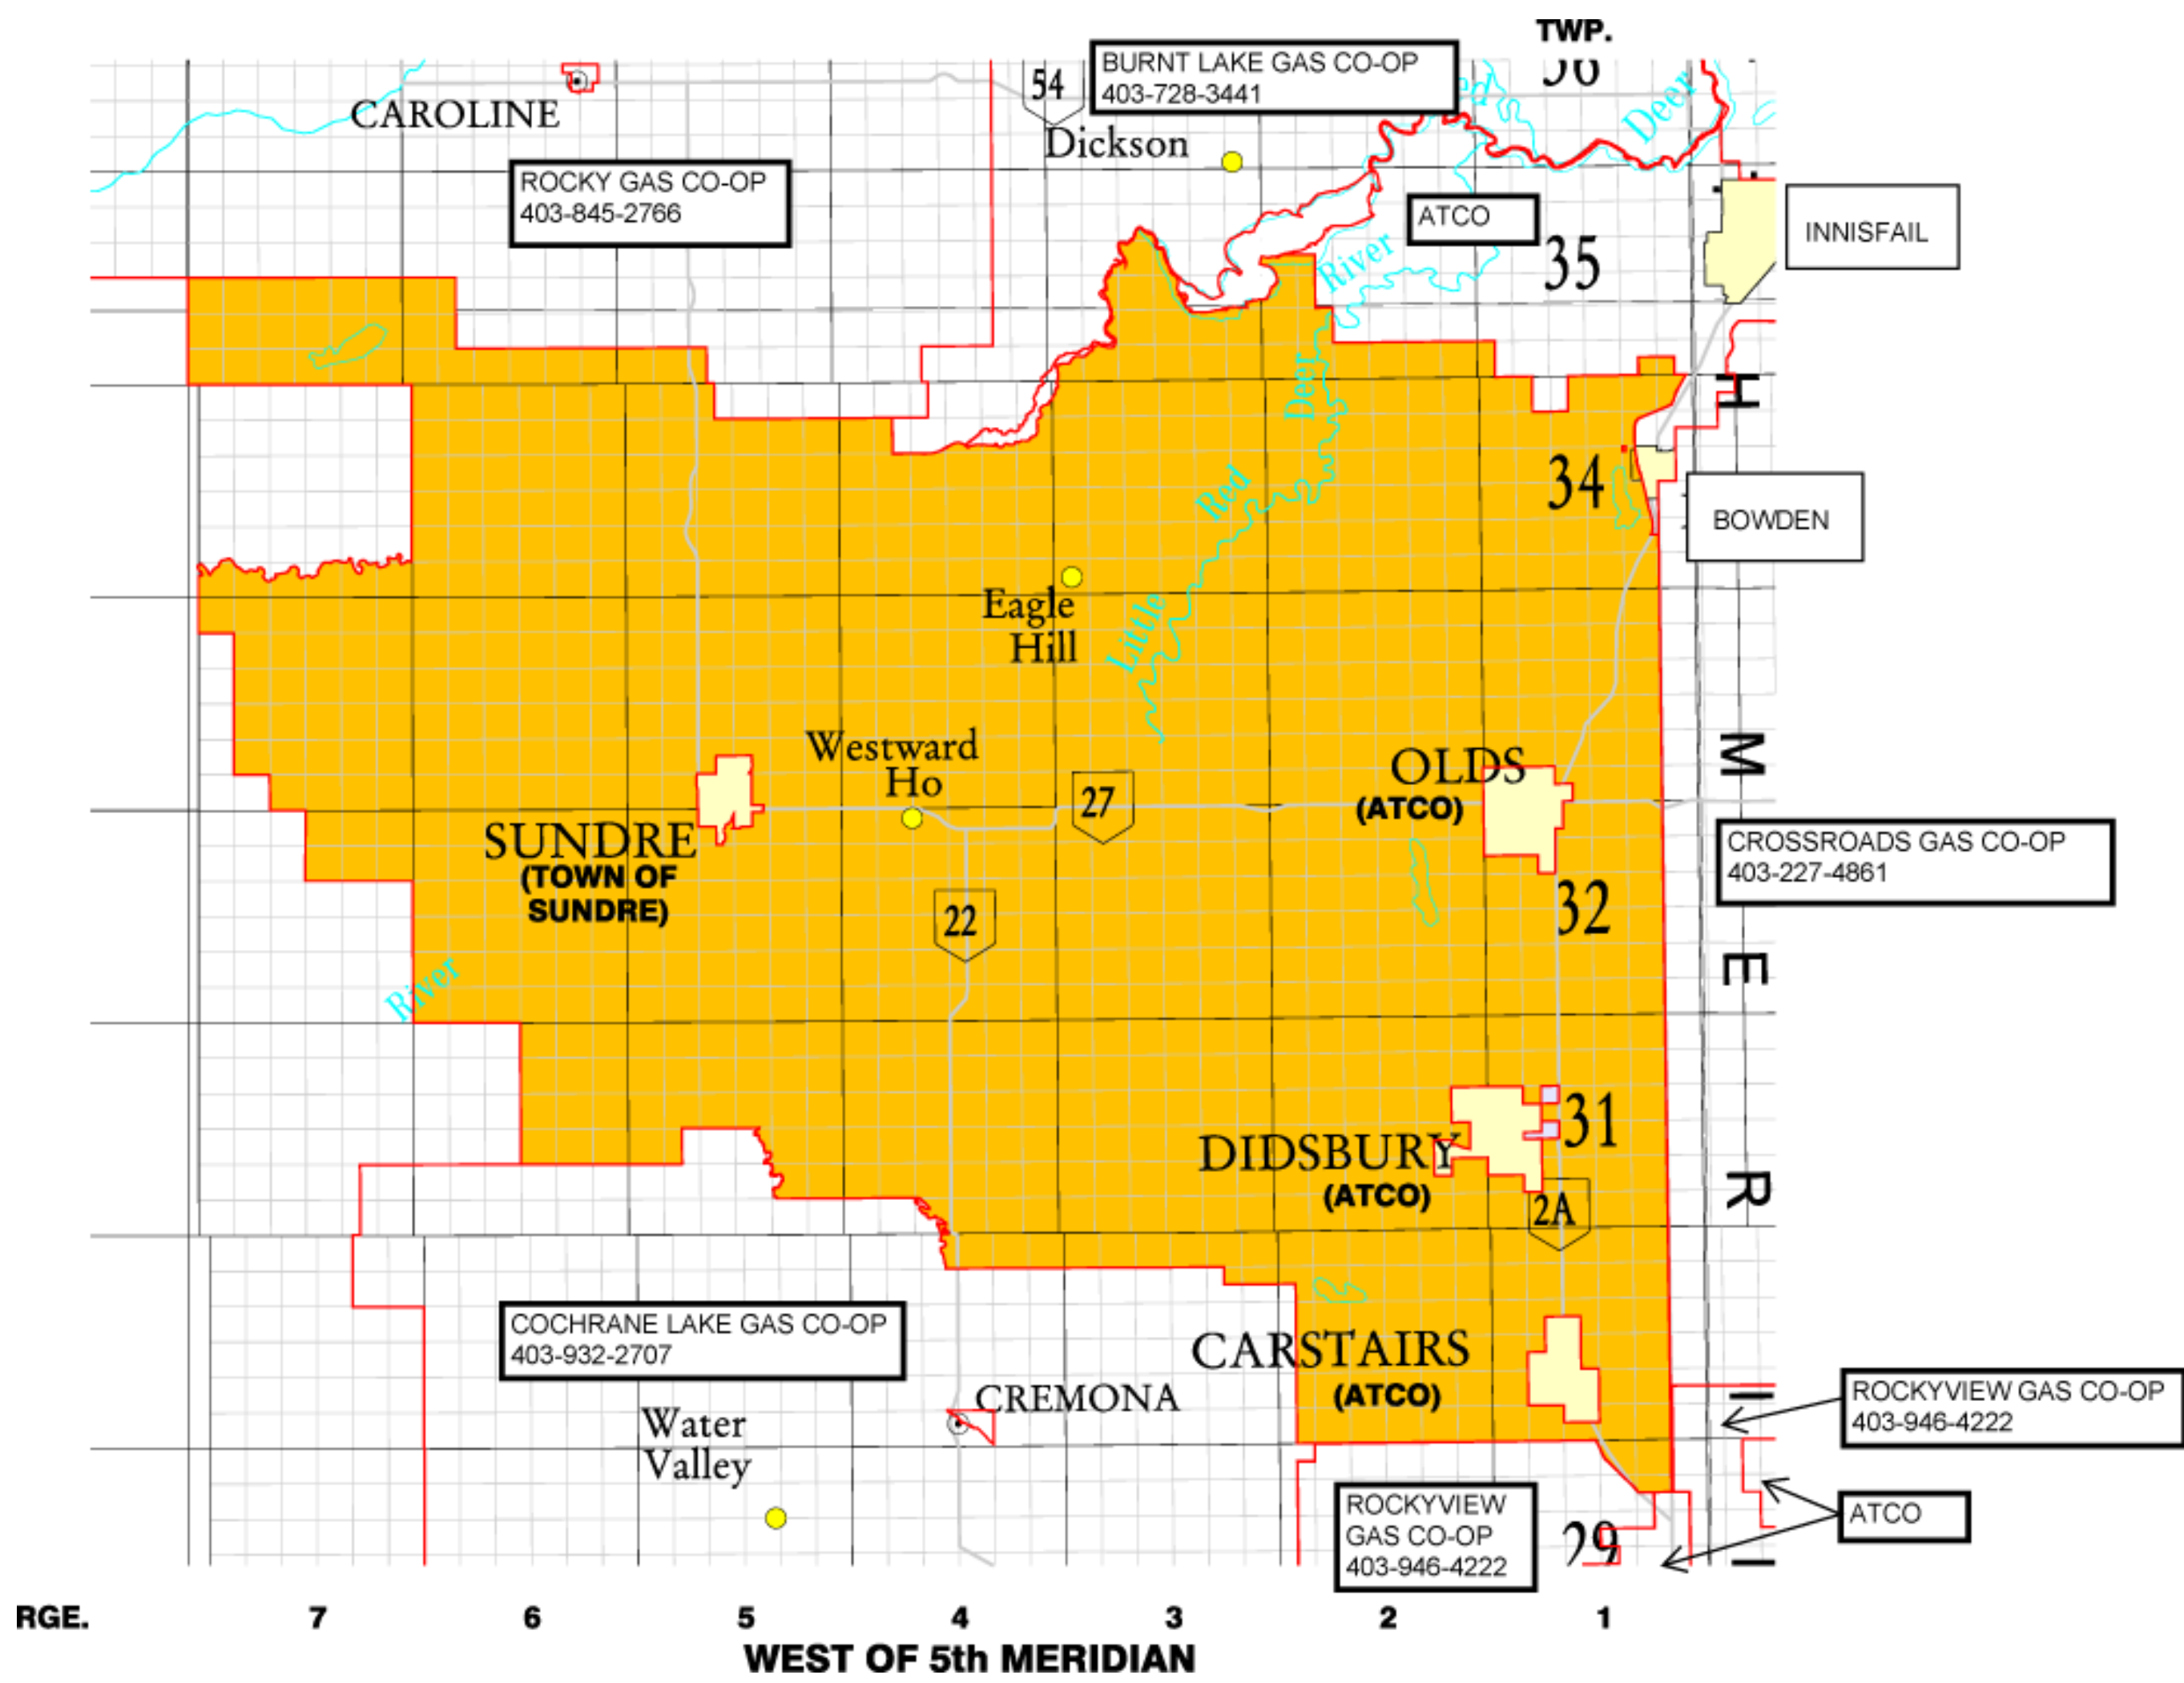 TWP.
36
BURNT LAKE GAS CO-OP
403-728-3441
54
Deer
CAROLINE
Dickson
ROCKY GAS CO-OP
403-845-2766
ATCO
INNISFAIL
River
35
Deer
H
34
Red
BOWDEN
Eagle
Hill
Little
Westward
Ho
M
OLDS
(ATCO)
27
SUNDRE
(TOWN OF
SUNDRE)
CROSSROADS GAS CO-OP
403-227-4861
32
22
River
E
31
DIDSBURY
(ATCO)
R
2A
COCHRANE LAKE GAS CO-OP
403-932-2707
CARSTAIRS
(ATCO)
CREMONA
I
ROCKYVIEW GAS CO-OP
403-946-4222
Water
Valley
ROCKYVIEW
GAS CO-OP
403-946-4222
29
ATCO
RGE. 7 6 5 4 3 2 1
WEST OF 5th MERIDIAN